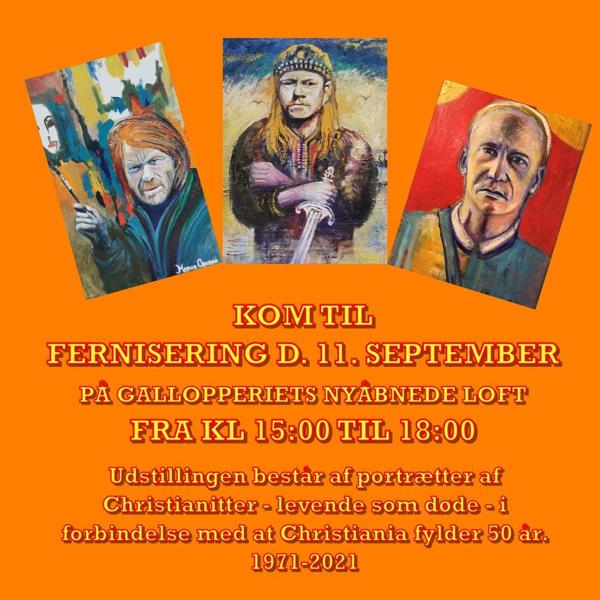 KOM TIL
FERNISERING D. 11. SEPTEMBER
PÅ GALLOPPERIETS NYÅBNEDE LOFT
FRA KL 15:00 TIL 18:00
Udstillingen består af portrætter af
Christianitter - levende som døde - i
forbindelse med at Christiania fylder 50 år.
1971-2021